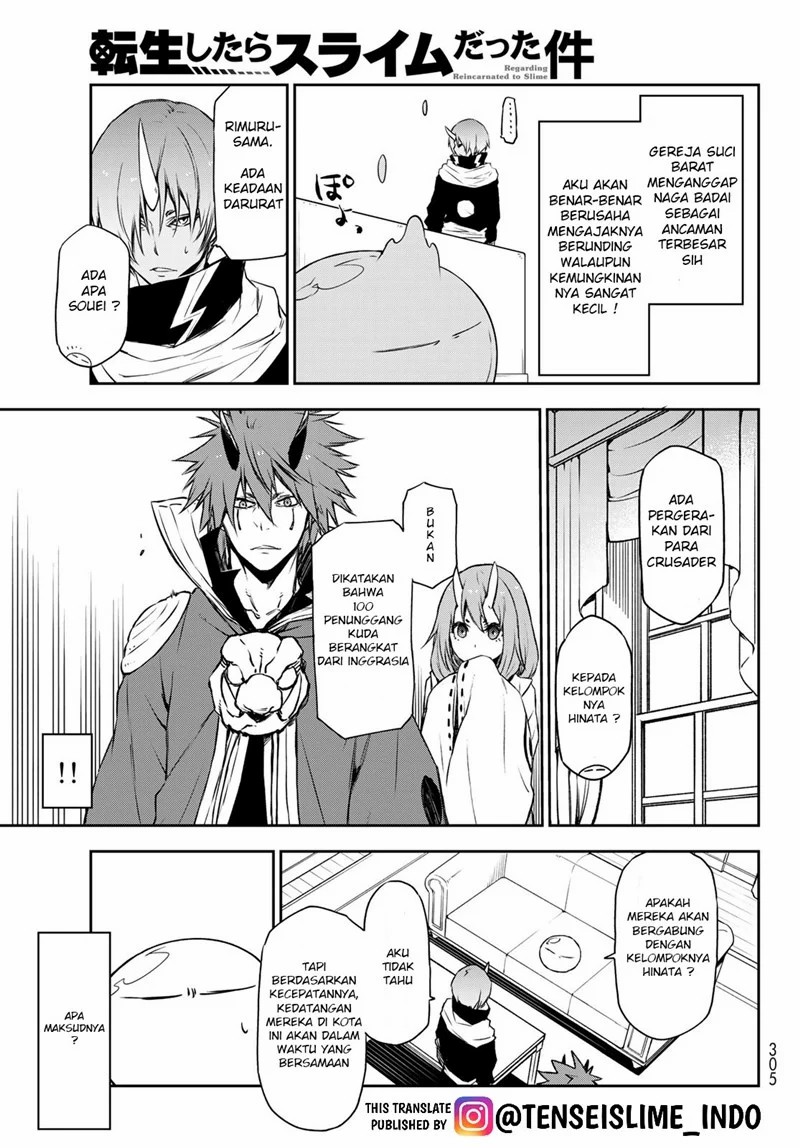 転生したらスライムだった件
Regarding
Reincarnated to Slime
GEREJA SUCI
BARAT
MENGANGGAP
NAGA BADAI
SEBAGAI
ANCAMAN
TERBESAR
SIH
AKU AKAN
BENAR-BENAR
BERUSAHA
MENGAJAKNYA
BERUNDING
WALAUPUN
KEMUNGKINAN
NYA SANGAT
KECIL !
......
ぽよん
RIMURU-
SAMA.
ADA
KEADAAN
DARURAT
ADA
APA
SOUEI ?
ADA
PERGERA-
KAN DARI
PARA
CRUSADER
KEPADA
KELOMPOK
NYA
HINATA ?
BUKAN
DIKATAKAN
BAHWA
100
PENUNGGANG
KUDA
BERANGKAT
DARI INGGRASIA
!!
APAKAH
MEREKA AKAN
BERGABUNG
DENGAN
KELOMPOKNYA
HINATA ?
AKU
TIDAK
TAHU
TAPI
BERDASARKAN
KECEPATANNYA,
KEDATANGAN
MEREKA DI KOTA
INI AKAN DALAM
WAKTU YANG
BERSAMAAN
APA
MAKSUDNYA
?
305
THIS TRANSLATE
PUBLISHED BY
@TENSEISLIME_INDO